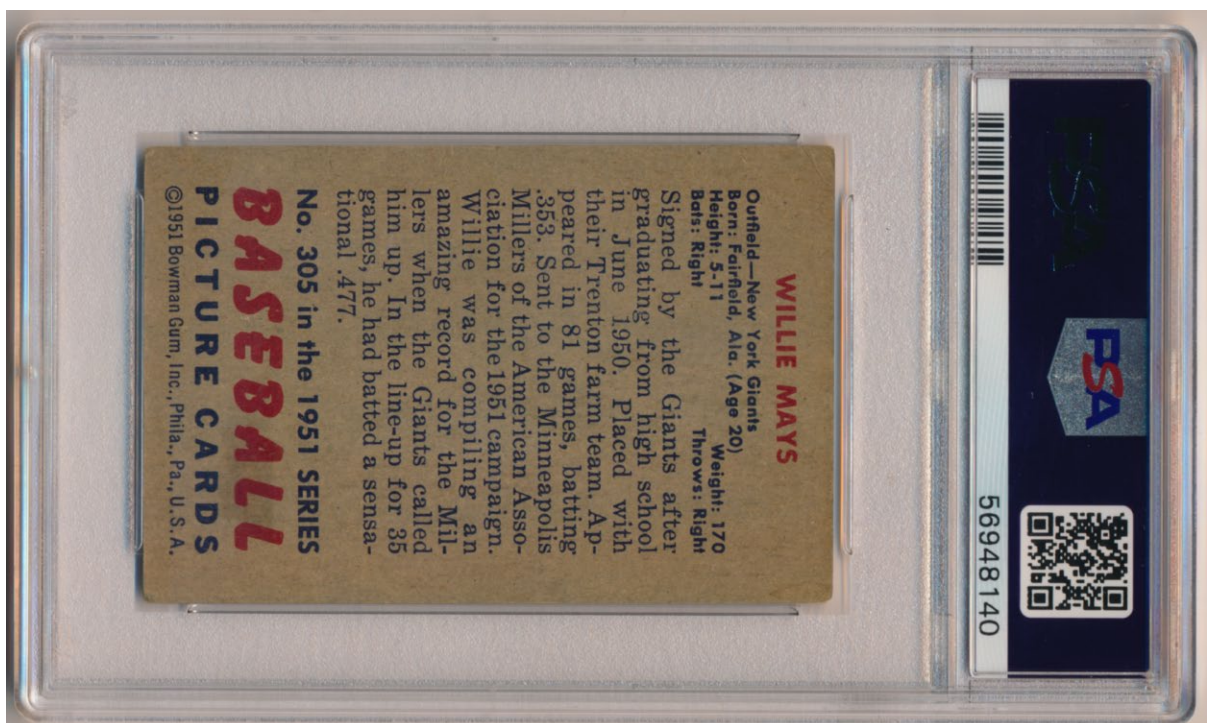 PSA
PSA
56948140
WILLIE MAYS
Outfield—New York Giants
Born: Fairfield, Ala. (Age 20)
Height: 5-11 Weight: 170
Bats: Right Throws: Right
Signed by the Giants after
graduating from high school
in June 1950. Placed with
their Trenton farm team. Ap-
peared in 81 games, batting
.353. Sent to the Minneapolis
Millers of the American Asso-
ciation for the 1951 campaign.
Willie was compiling an
amazing record for the Mil-
lers when the Giants called
him up. In the line-up for 35
games, he had batted a sensa-
tional .477.
No. 305 in the 1951 SERIES
BASEBALL
PICTURE CARDS
©1951 Bowman Gum, Inc., Phila., Pa., U.S.A.